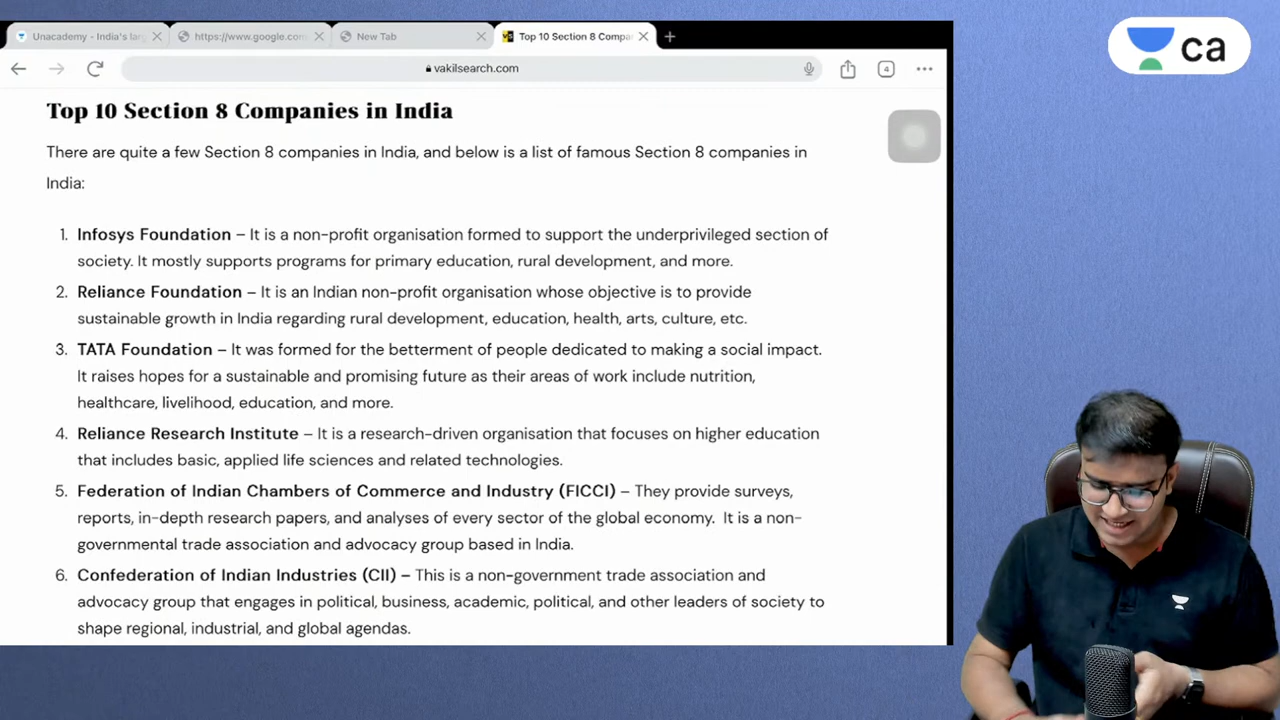 Unacademy - India's lar
https://www.google.com
New Tab
Top 10 Section 8 Compa
vakilsearch.com
4
ca
Top 10 Section 8 Companies in India
There are quite a few Section 8 companies in India, and below is a list of famous Section 8 companies in
India:
1. Infosys Foundation – It is a non-profit organisation formed to support the underprivileged section of
society. It mostly supports programs for primary education, rural development, and more.
2. Reliance Foundation – It is an Indian non-profit organisation whose objective is to provide
sustainable growth in India regarding rural development, education, health, arts, culture, etc.
3. TATA Foundation – It was formed for the betterment of people dedicated to making a social impact.
It raises hopes for a sustainable and promising future as their areas of work include nutrition,
healthcare, livelihood, education, and more.
4. Reliance Research Institute – It is a research-driven organisation that focuses on higher education
that includes basic, applied life sciences and related technologies.
5. Federation of Indian Chambers of Commerce and Industry (FICCI) – They provide surveys,
reports, in-depth research papers, and analyses of every sector of the global economy.  It is a non-
governmental trade association and advocacy group based in India.
6. Confederation of Indian Industries (CII) – This is a non-government trade association and
advocacy group that engages in political, business, academic, political, and other leaders of society to
shape regional, industrial, and global agendas.